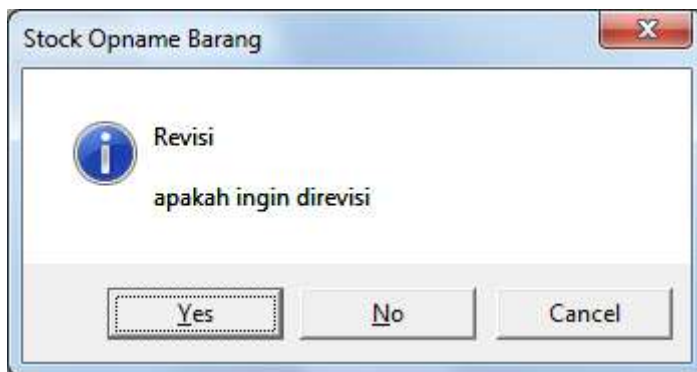 Stock Opname Barang
Revisi
apakah ingin direvisi
Yes
No
Cancel